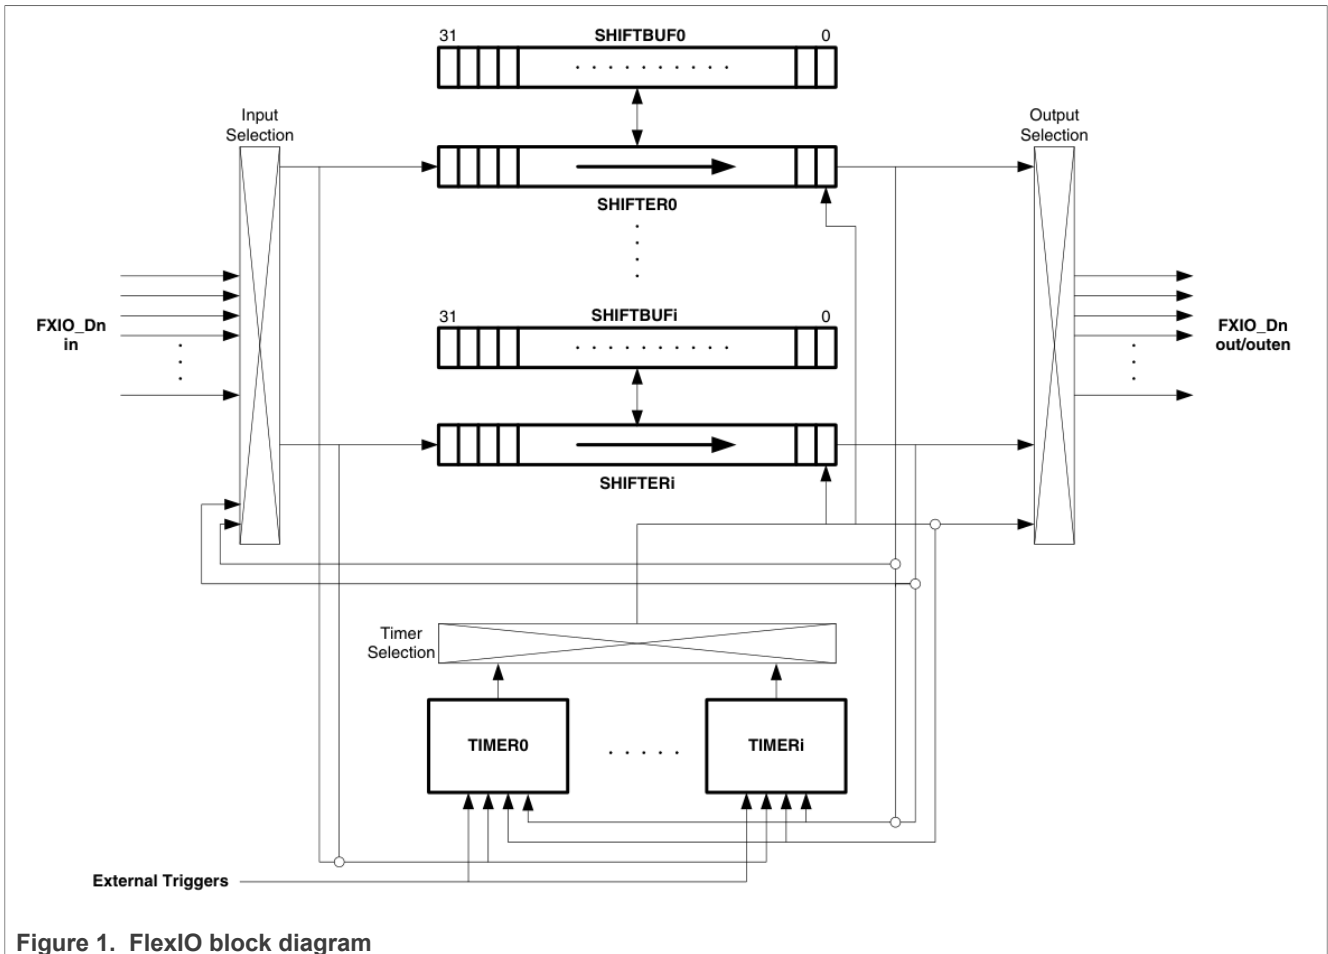 31 SHIFTBUF0 0
Input
Selection
Output
Selection
SHIFTER0
31 SHIFTBUFi 0
FXIO_Dn
in
FXIO_Dn
out/outen
SHIFTERi
Timer
Selection
TIMER0
TIMERi
External Triggers
Figure 1. FlexIO block diagram